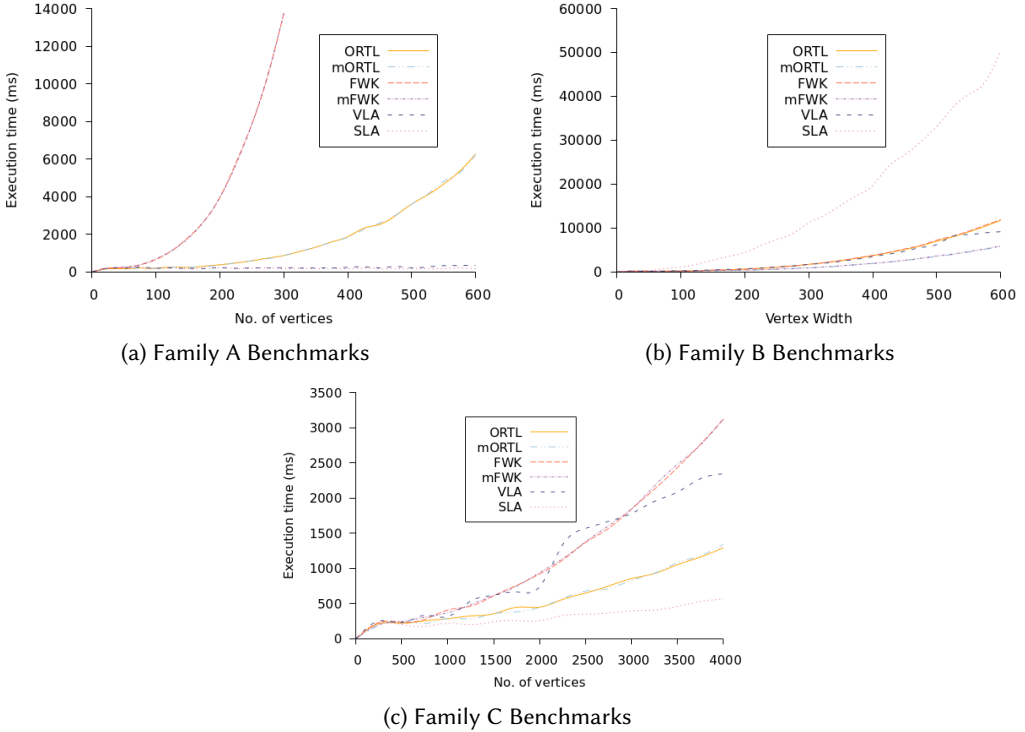 14000
12000
10000
8000
6000
4000
2000
0
Execution time (ms)
ORTL
mORTL
FWK
mFWK
VLA
SLA
0 100 200 300 400 500 600
No. of vertices
(a) Family A Benchmarks
60000
50000
40000
30000
20000
10000
0
Execution time (ms)
ORTL
mORTL
FWK
mFWK
VLA
SLA
0 100 200 300 400 500 600
Vertex Width
(b) Family B Benchmarks
3500
3000
2500
2000
1500
1000
500
0
Execution time (ms)
ORTL
mORTL
FWK
mFWK
VLA
SLA
0 500 1000 1500 2000 2500 3000 3500 4000
No. of vertices
(c) Family C Benchmarks